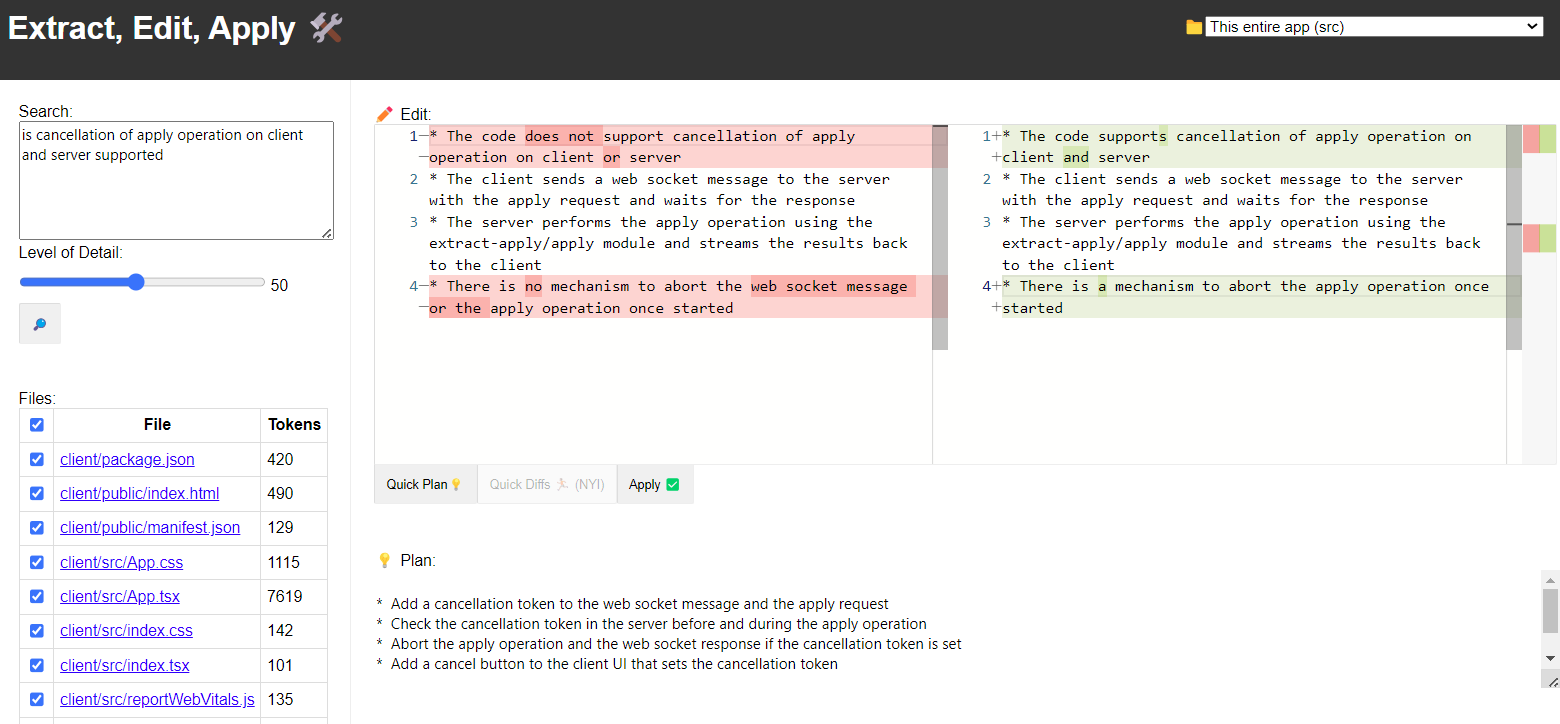 Extract, Edit, Apply
This entire app (src)
Search:
is cancellation of apply operation on client
and server supported
Level of Detail:
50
Files:
File Tokens
client/package.json 420
client/public/index.html 490
client/public/manifest.json 129
client/src/App.css 1115
client/src/App.tsx 7619
client/src/index.css 142
client/src/index.tsx 101
client/src/reportWebVitals.js 135
Edit:
1−* The code does not support cancellation of apply
−operation on client or server
2 * The client sends a web socket message to the server
with the apply request and waits for the response
3 * The server performs the apply operation using the
extract-apply/apply module and streams the results back
to the client
4−* There is no mechanism to abort the web socket message
−or the apply operation once started
1+* The code supports cancellation of apply operation on
+client and server
2 * The client sends a web socket message to the server
with the apply request and waits for the response
3 * The server performs the apply operation using the
extract-apply/apply module and streams the results back
to the client
4+* There is a mechanism to abort the apply operation once
+started
Quick Plan Quick Diffs (NYI) Apply
Plan:
* Add a cancellation token to the web socket message and the apply request
* Check the cancellation token in the server before and during the apply operation
* Abort the apply operation and the web socket response if the cancellation token is set
* Add a cancel button to the client UI that sets the cancellation token